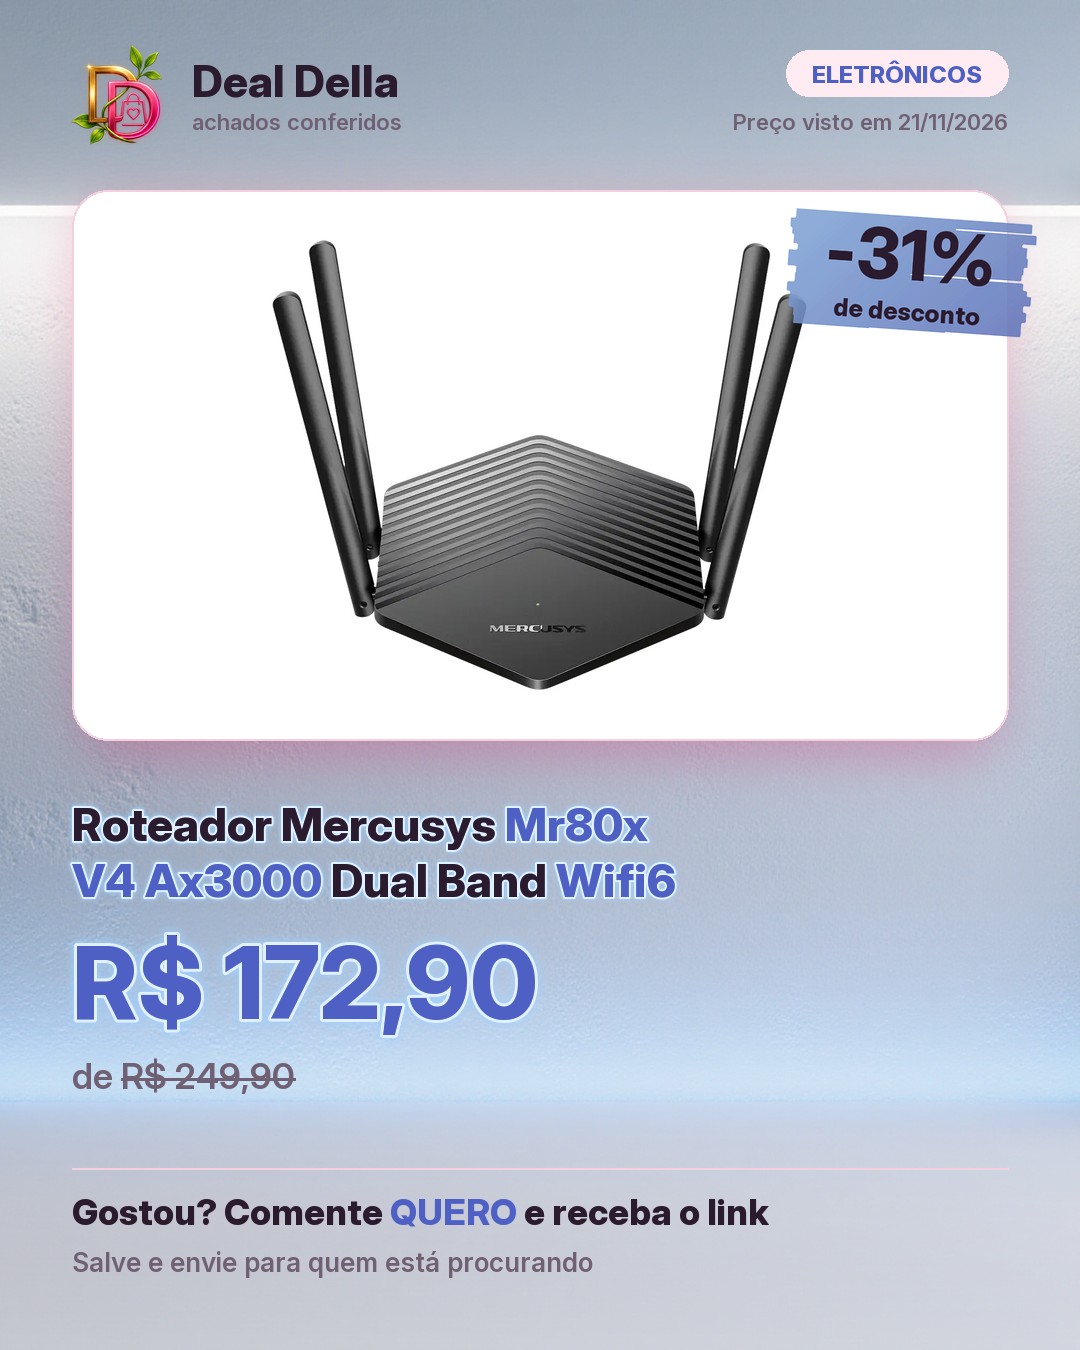 Deal Della
achados conferidos
ELETRÔNICOS
Preço visto em 21/11/2026
-31%
de desconto
MERCUSYS
Roteador Mercusys Mr80x
V4 Ax3000 Dual Band Wifi6
R$ 172,90
de R$ 249,90
Gostou? Comente QUERO e receba o link
Salve e envie para quem está procurando